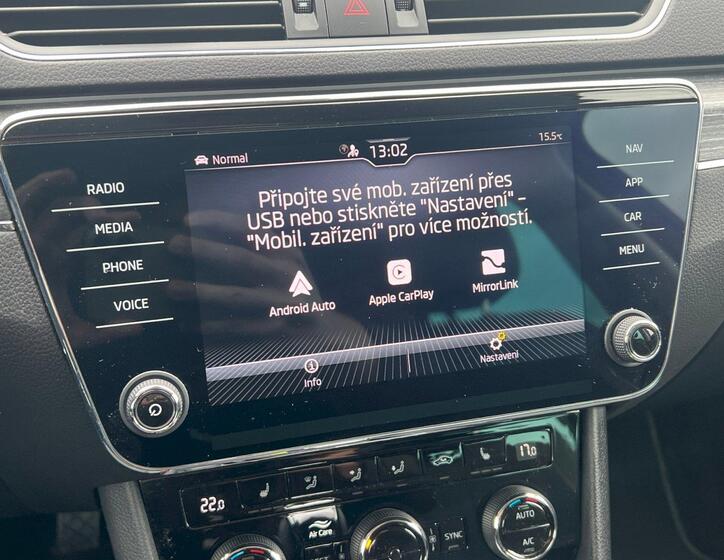 Normal
13:02
15.5°C
RADIO
MEDIA
PHONE
VOICE
Připojte své mob. zařízení přes
USB nebo stiskněte "Nastavení" -
"Mobil. zařízení" pro více možností.
Android Auto
Apple CarPlay
MirrorLink
Info
Nastavení
NAV
APP
CAR
MENU
22.0
17.0
Air Care
SYNC
AUTO
A/C